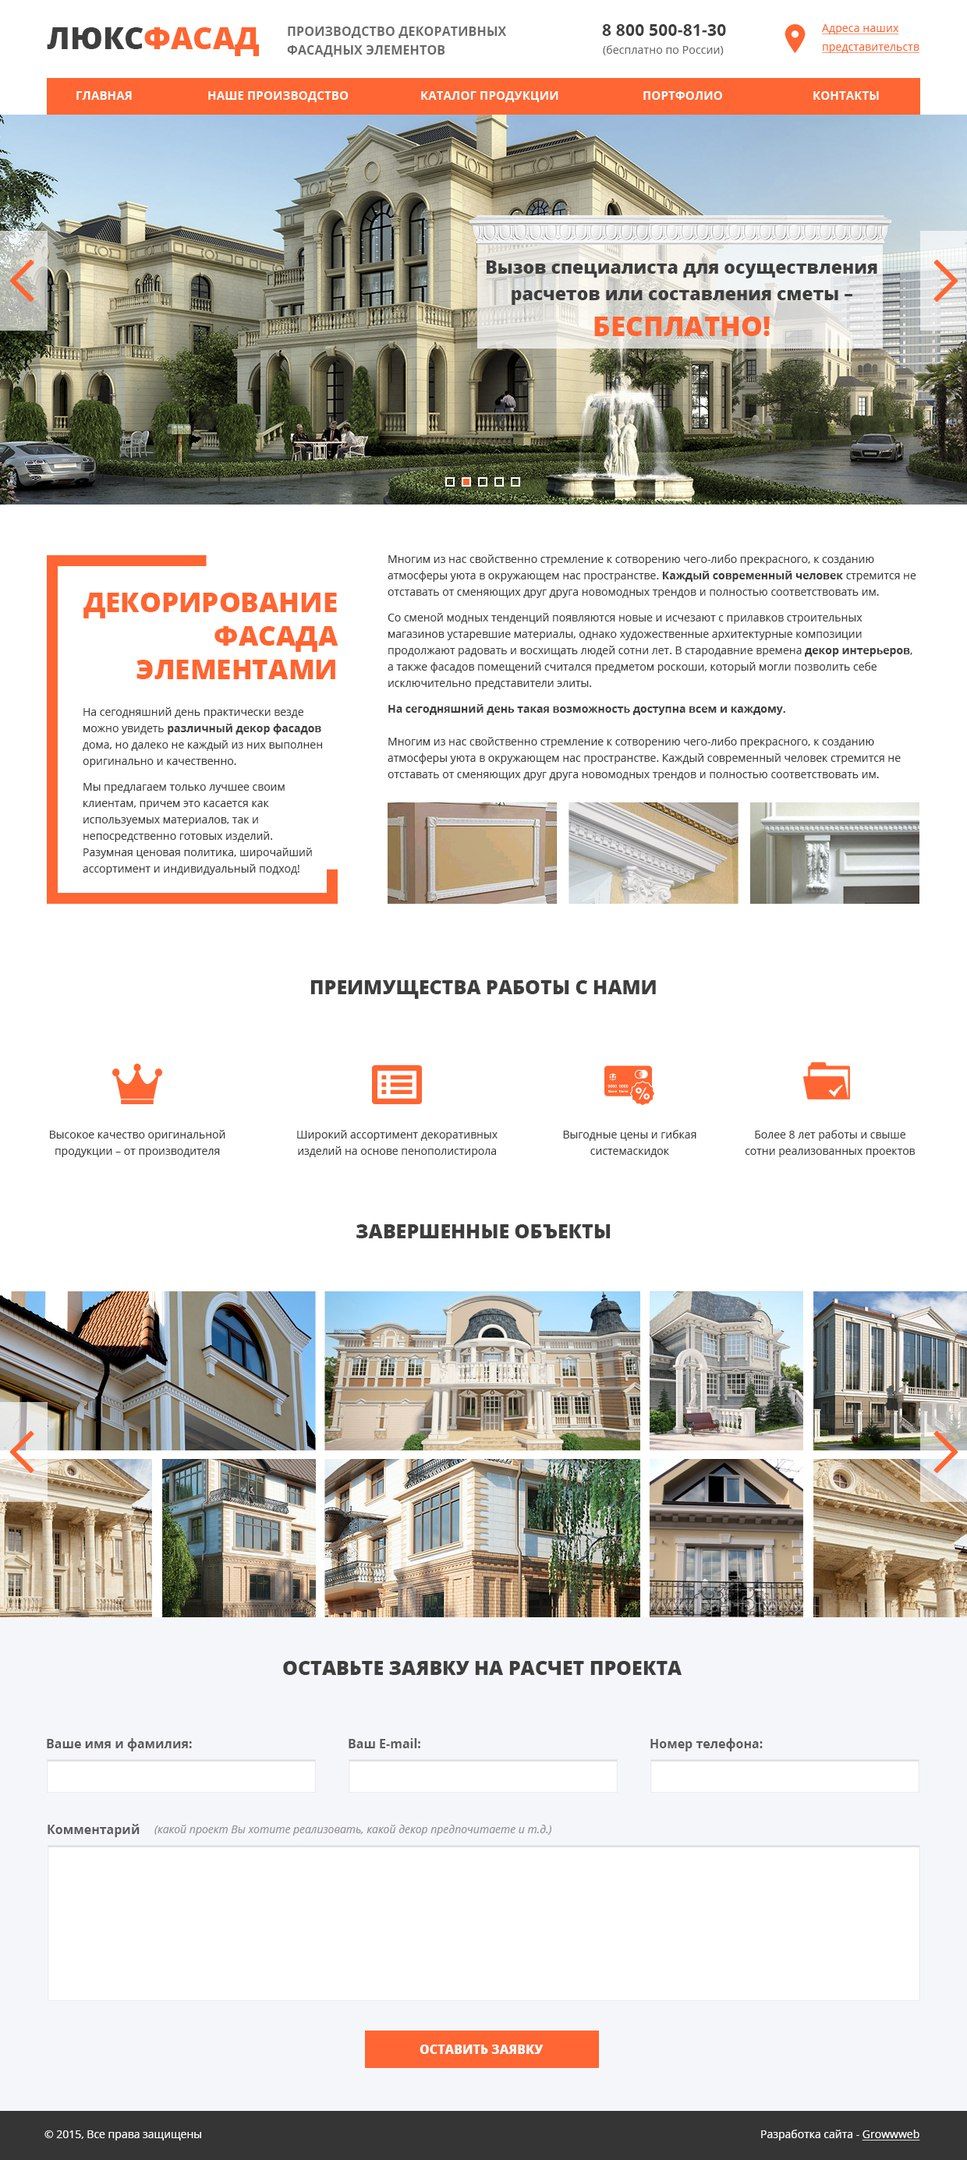 ЛЮКСФАСАД
ПРОИЗВОДСТВО ДЕКОРАТИВНЫХ
ФАСАДНЫХ ЭЛЕМЕНТОВ
8 800 500-81-30
(бесплатно по России)
Адреса наших
представительств
ГЛАВНАЯ НАШЕ ПРОИЗВОДСТВО КАТАЛОГ ПРОДУКЦИИ ПОРТФОЛИО КОНТАКТЫ
Вызов специалиста для осуществления
расчетов или составления сметы –
БЕСПЛАТНО!
ДЕКОРИРОВАНИЕ
ФАСАДА
ЭЛЕМЕНТАМИ
На сегодняшний день практически везде
можно увидеть различный декор фасадов
дома, но далеко не каждый из них выполнен
оригинально и качественно.
Мы предлагаем только лучшее своим
клиентам, причем это касается как
используемых материалов, так и
непосредственно готовых изделий.
Разумная ценовая политика, широчайший
ассортимент и индивидуальный подход!
Многим из нас свойственно стремление к сотворению чего-либо прекрасного, к созданию
атмосферы уюта в окружающем нас пространстве. Каждый современный человек стремится не
отставать от сменяющих друг друга новомодных трендов и полностью соответствовать им.
Со сменой модных тенденций появляются новые и исчезают с прилавков строительных
магазинов устаревшие материалы, однако художественные архитектурные композиции
продолжают радовать и восхищать людей сотни лет. В стародавние времена декор интерьеров,
а также фасадов помещений считался предметом роскоши, который могли позволить себе
исключительно представители элиты.
На сегодняшний день такая возможность доступна всем и каждому.
Многим из нас свойственно стремление к сотворению чего-либо прекрасного, к созданию
атмосферы уюта в окружающем нас пространстве. Каждый современный человек стремится не
отставать от сменяющих друг друга новомодных трендов и полностью соответствовать им.
ПРЕИМУЩЕСТВА РАБОТЫ С НАМИ
Высокое качество оригинальной
продукции – от производителя
Широкий ассортимент декоративных
изделий на основе пенополистирола
Выгодные цены и гибкая
системаскидок
Более 8 лет работы и свыше
сотни реализованных проектов
ЗАВЕРШЕННЫЕ ОБЪЕКТЫ
ОСТАВЬТЕ ЗАЯВКУ НА РАСЧЕТ ПРОЕКТА
Ваше имя и фамилия: Ваш E-mail: Номер телефона:
Комментарий (какой проект Вы хотите реализовать, какой декор предпочитаете и т.д.)
ОСТАВИТЬ ЗАЯВКУ
© 2015, Все права защищены Разработка сайта - Growwweb